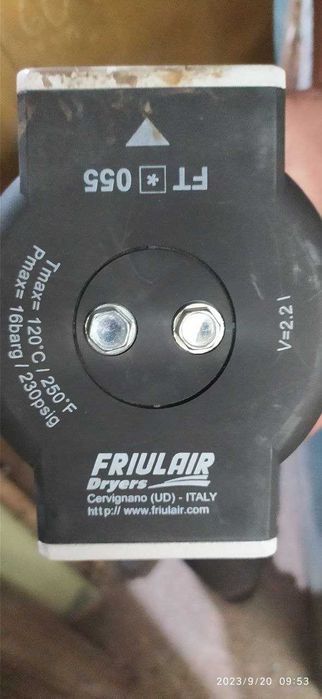 FT * 055
Tmax= 120°C / 250°F
Pmax= 16barg / 230psig
V=2.2 l
FRIULAIR
Dryers
Cervignano (UD) - ITALY
http:// www.friulair.com
2023/9/20 09:53